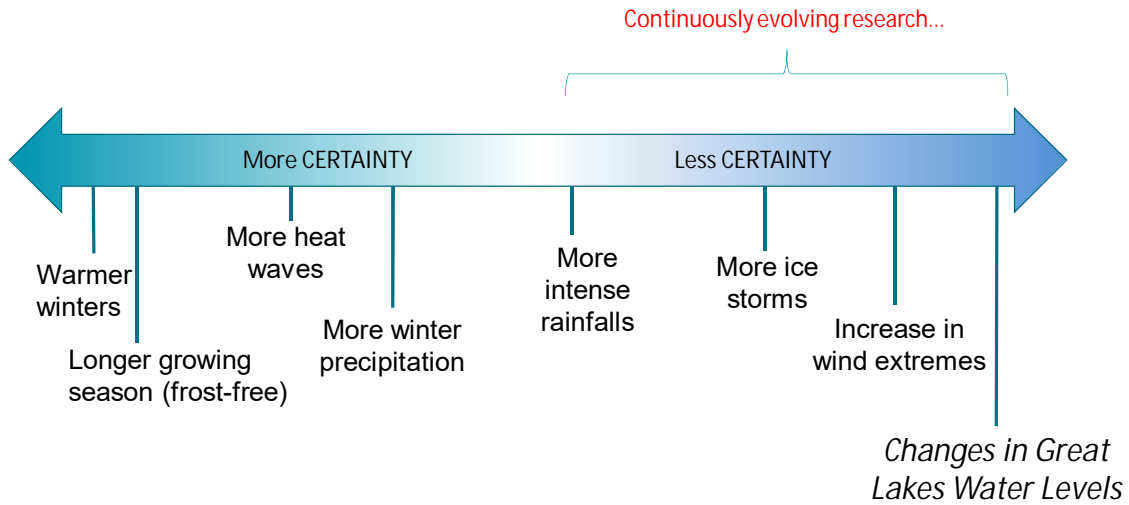 Continuously evolving research...
More CERTAINTY
Less CERTAINTY
Warmer
winters
Longer growing
season (frost-free)
More heat
waves
More winter
precipitation
More
intense
rainfalls
More ice
storms
Increase in
wind extremes
Changes in Great
Lakes Water Levels